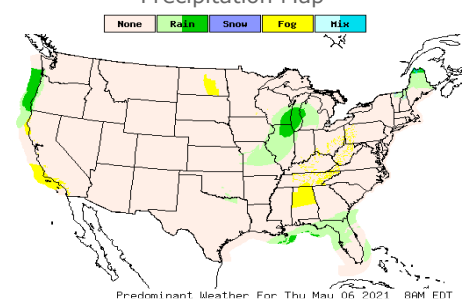 Precipitation Map
None Rain Snow Fog Mix
Predominant Weather For Thu May 06 2021 8AM EDT